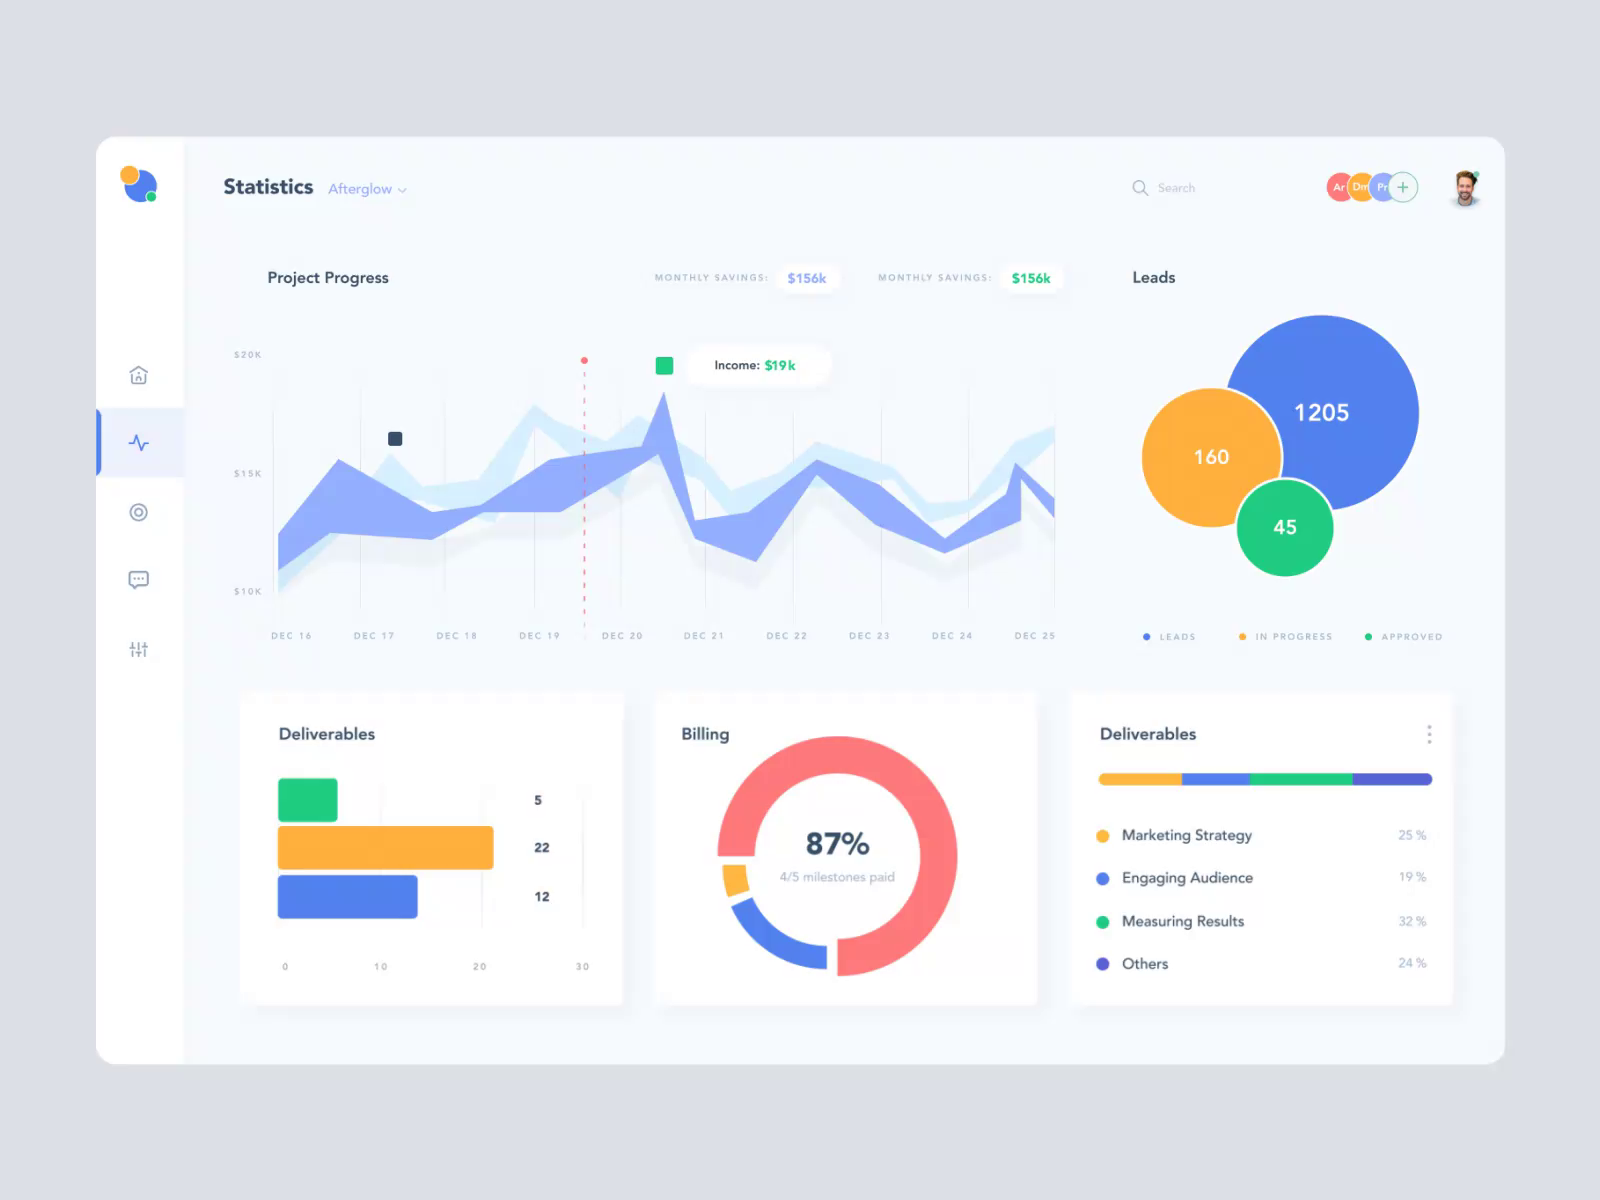 Statistics Afterglow
Search
Ar Dm Pr +
Project Progress
MONTHLY SAVINGS: $156k
MONTHLY SAVINGS: $156k
Leads
$20K
$15K
$10K
Income: $19k
DEC 16 DEC 17 DEC 18 DEC 19 DEC 20 DEC 21 DEC 22 DEC 23 DEC 24 DEC 25
1205
160
45
LEADS IN PROGRESS APPROVED
Deliverables
5
22
12
0 10 20 30
Billing
87%
4/5 milestones paid
Deliverables
Marketing Strategy 25 %
Engaging Audience 19 %
Measuring Results 32 %
Others 24 %